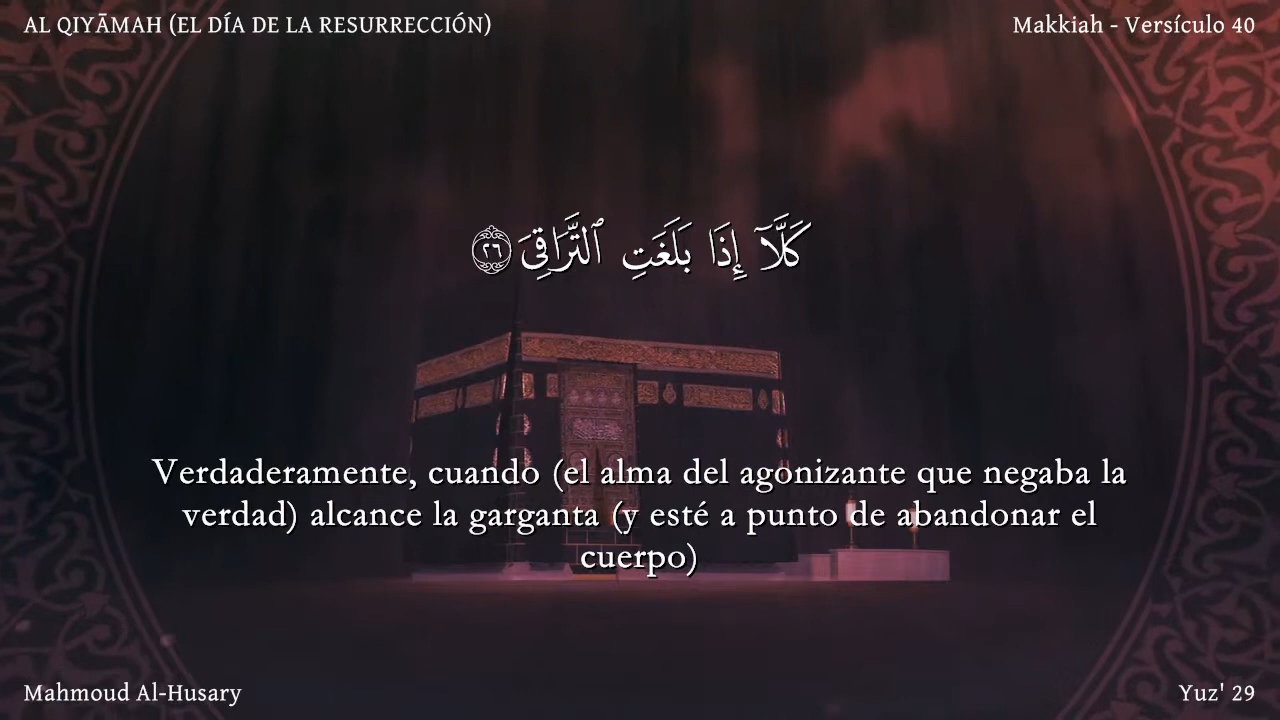 AL QIYĀMAH (EL DÍA DE LA RESURRECCIÓN)
Makkiah - Versículo 40
كَلَّآ إِذَا بَلَغَتِ ٱلتَّرَاقِىَ ٢٦
Verdaderamente, cuando (el alma del agonizante que negaba la
verdad) alcance la garganta (y esté a punto de abandonar el
cuerpo)
Mahmoud Al-Husary
Yuz' 29